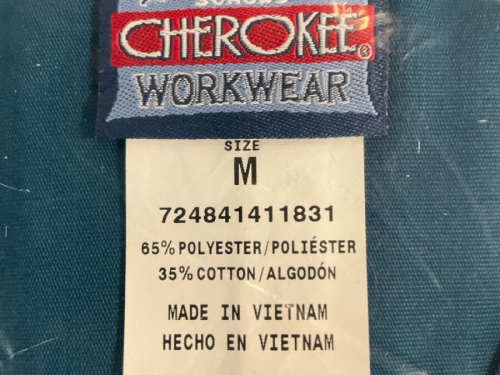 CHEROKEE®
WORKWEAR
SIZE
M
724841411831
65% POLYESTER/POLIÉSTER
35% COTTON/ALGODÓN
MADE IN VIETNAM
HECHO EN VIETNAM